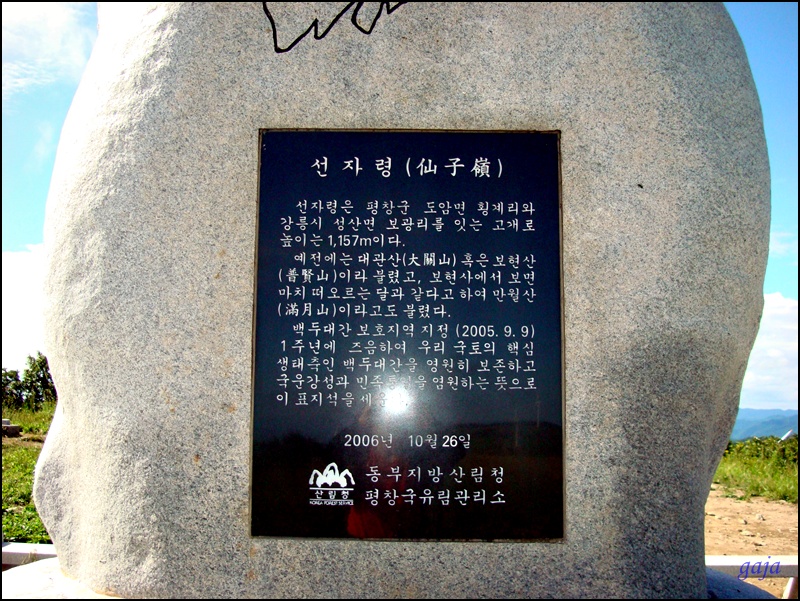 선자령(仙子嶺)
선자령은 평창군 도암면 횡계리와
강릉시 성산면 보광리를 잇는 고개로
높이는 1,157m이다.
예전에는 대관산(大關山) 혹은 보현산
(普賢山)이라 불렸고, 보현사에서 보면
마치 떠오르는 달과 같다고 하여 만월산
(滿月山)이라고도 불렸다.
백두대간 보호지역 지정 (2005. 9. 9)
1주년에 즈음하여 우리 국토의 핵심
생태축인 백두대간을 영원히 보존하고
국운강성과 민족통일을 염원하는 뜻으로
이 표지석을
2006년 10월 26일
산림청
KOREA FOREST SERVICE
동부지방산림청
평창국유림관리소
gaja